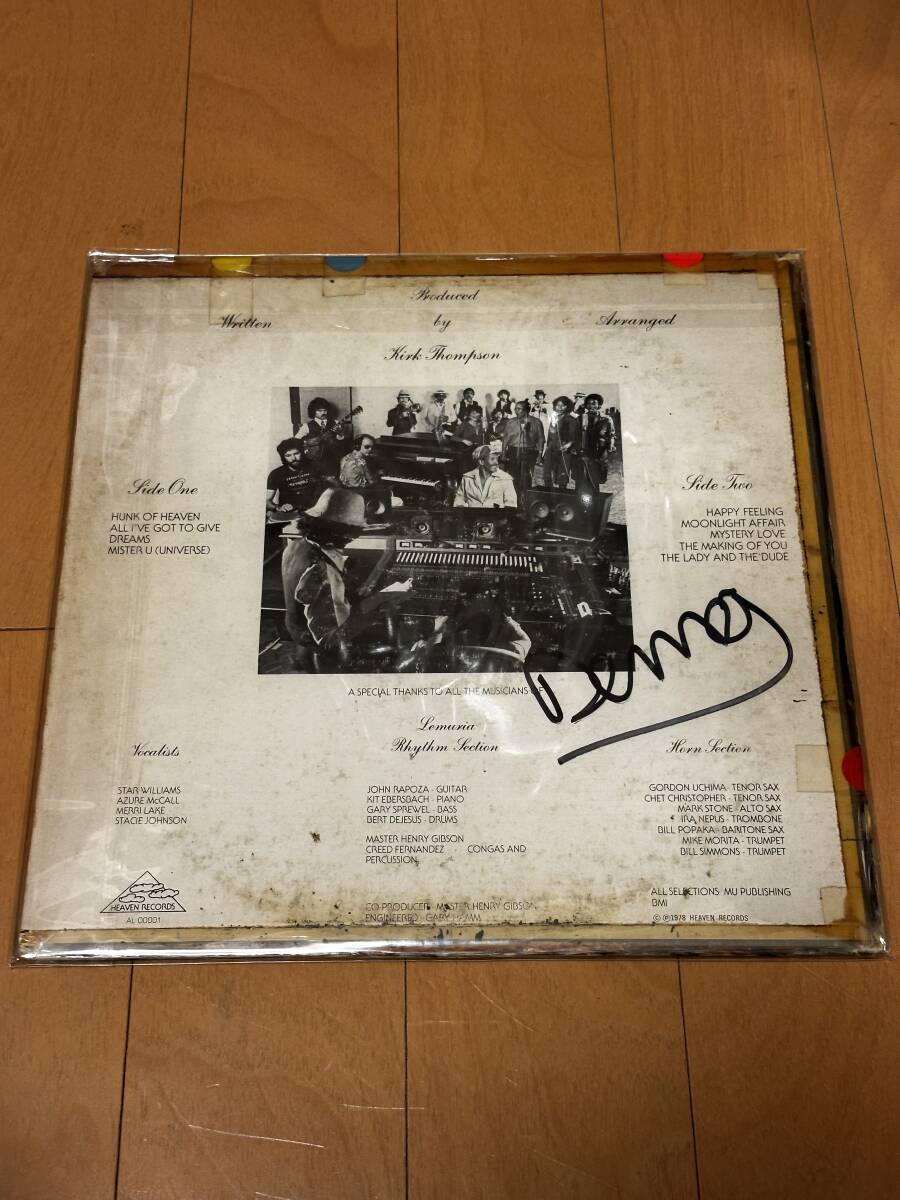 Produced
Written by Arranged
Kirk Thompson
Side One
HUNK OF HEAVEN
ALL I'VE GOT TO GIVE
DREAMS
MISTER U (UNIVERSE)
Side Two
HAPPY FEELING
MOONLIGHT AFFAIR
MYSTERY LOVE
THE MAKING OF YOU
THE LADY AND THE DUDE
A SPECIAL THANKS TO ALL THE MUSICIANS OF
Lemuria
Vocalists
STAR WILLIAMS
AZURE McCALL
MERRI LAKE
STACIE JOHNSON
Rhythm Section
JOHN RAPOZA - GUITAR
KIT EBERSBACH - PIANO
GARY SPREWEL - BASS
BERT DEJESUS - DRUMS
MASTER HENRY GIBSON
CREED FERNANDEZ - CONGAS AND
PERCUSSION
Horn Section
GORDON UCHIMA - TENOR SAX
CHET CHRISTOPHER - TENOR SAX
MARK STONE - ALTO SAX
IRA NEPUS - TROMBONE
BILL POPAKA - BARITONE SAX
MIKE MORITA - TRUMPET
BILL SIMMONS - TRUMPET
HEAVEN RECORDS
AL 00001
CO-PRODUCER - MASTER HENRY GIBSON
ENGINEERED - GARY
ALL SELECTIONS MU PUBLISHING
BMI
© ℗ 1978 HEAVEN RECORDS